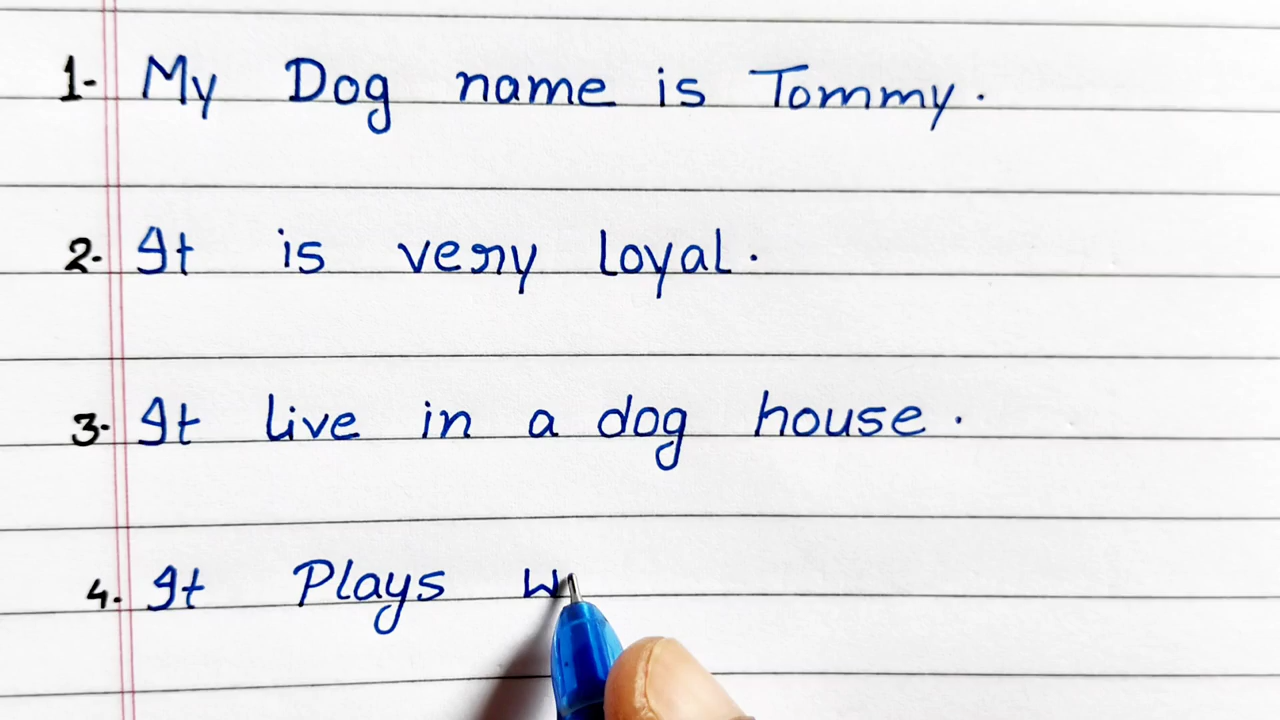 1- My Dog name is Tommy.
2- It is very loyal.
3- It live in a dog house.
4. It Plays w